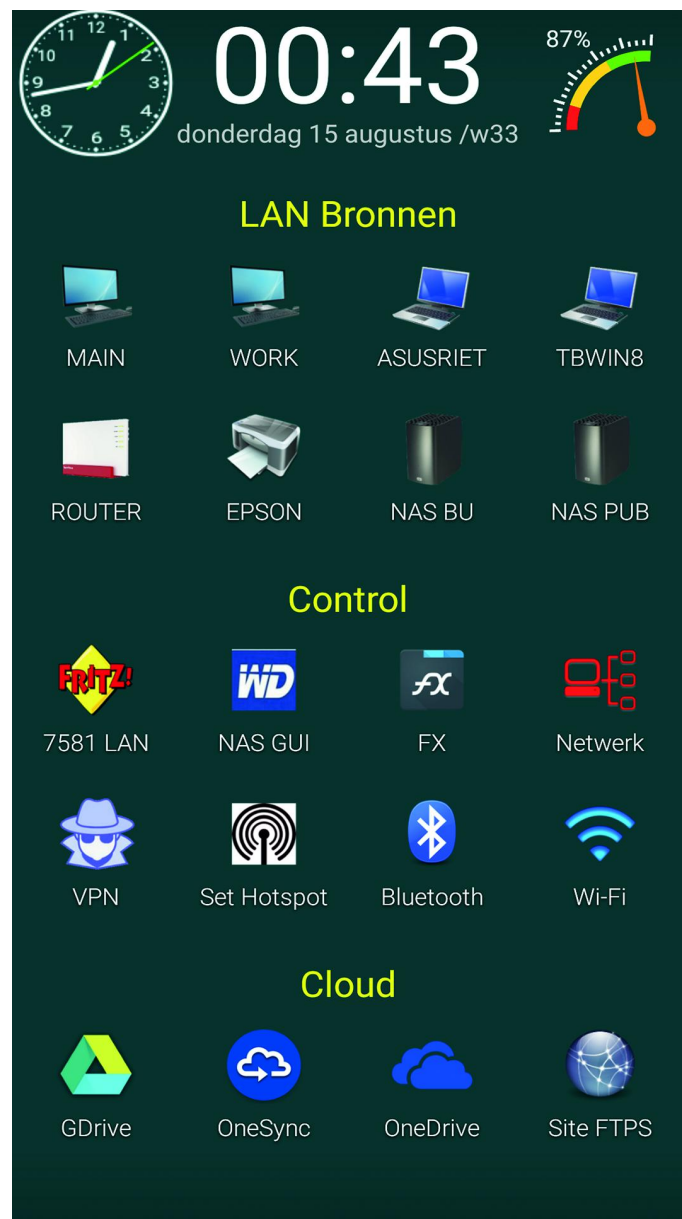 00:43
87%
donderdag 15 augustus /w33
12 1 2 3 4 5 6 7 8 9 10 11
LAN Bronnen
MAIN WORK ASUSRIET TBWIN8
ROUTER EPSON NAS BU NAS PUB
Control
FRITZ! WD FX
7581 LAN NAS GUI FX Netwerk
VPN Set Hotspot Bluetooth Wi-Fi
Cloud
GDrive OneSync OneDrive Site FTPS